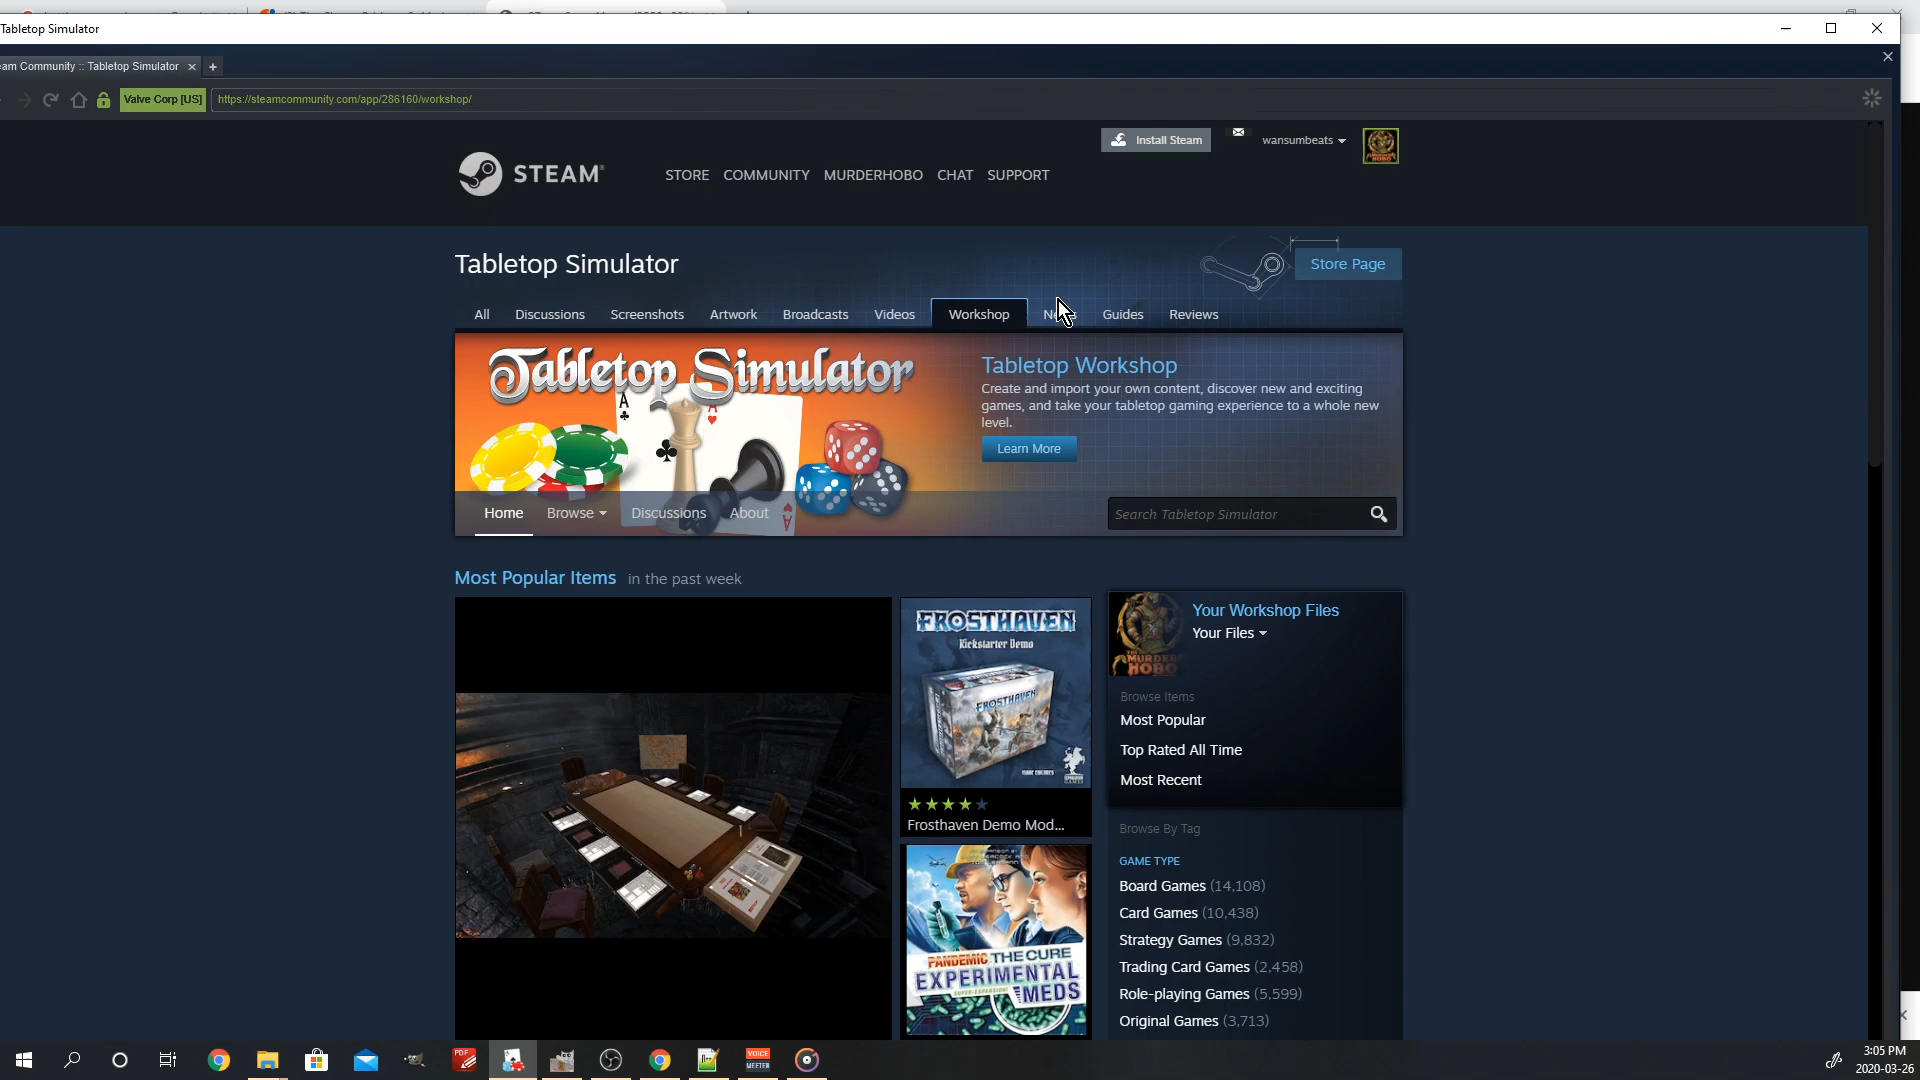 Tabletop Simulator
am Community :: Tabletop Simulator
Valve Corp [US]
https://steamcommunity.com/app/286160/workshop/
Install Steam
wansumbeats
STEAM
STORE COMMUNITY MURDERHOBO CHAT SUPPORT
Tabletop Simulator
Store Page
All Discussions Screenshots Artwork Broadcasts Videos Workshop Guides Reviews
Tabletop Simulator
Tabletop Workshop
Create and import your own content, discover new and exciting
games, and take your tabletop gaming experience to a whole new
level.
Learn More
Home Browse Discussions About
Search Tabletop Simulator
Most Popular Items in the past week
FROSTHAVEN
Kickstarter Demo
FROSTHAVEN
Frosthaven Demo Mod...
PANDEMIC THE CURE
EXPERIMENTAL
MEDS
Your Workshop Files
Your Files
THE
MURDER
HOBO
Browse Items
Most Popular
Top Rated All Time
Most Recent
Browse By Tag
GAME TYPE
Board Games (14,108)
Card Games (10,438)
Strategy Games (9,832)
Trading Card Games (2,458)
Role-playing Games (5,599)
Original Games (3,713)
PDF
VOICE
MEETER
3:05 PM
2020-03-26